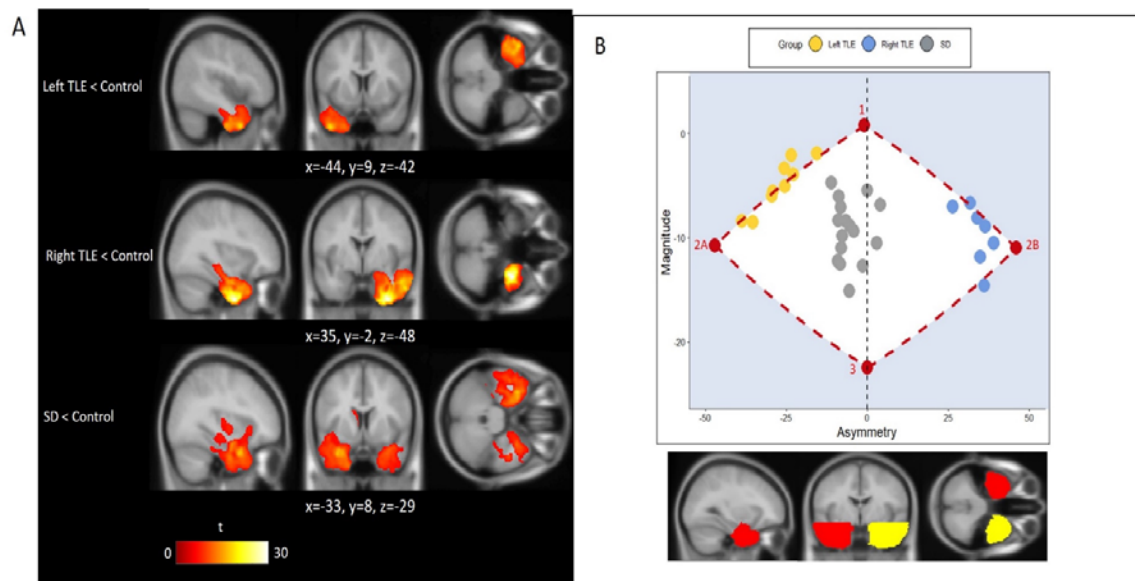 A
Left TLE < Control
x=-44, y=9, z=-42
Right TLE < Control
x=35, y=-2, z=-48
SD < Control
x=-33, y=8, z=-29
t
0 30
B
Group Left TLE Right TLE SD
Magnitude
0
-10
-20
1
2A
2B
3
-50 -25 0 25 50
Asymmetry